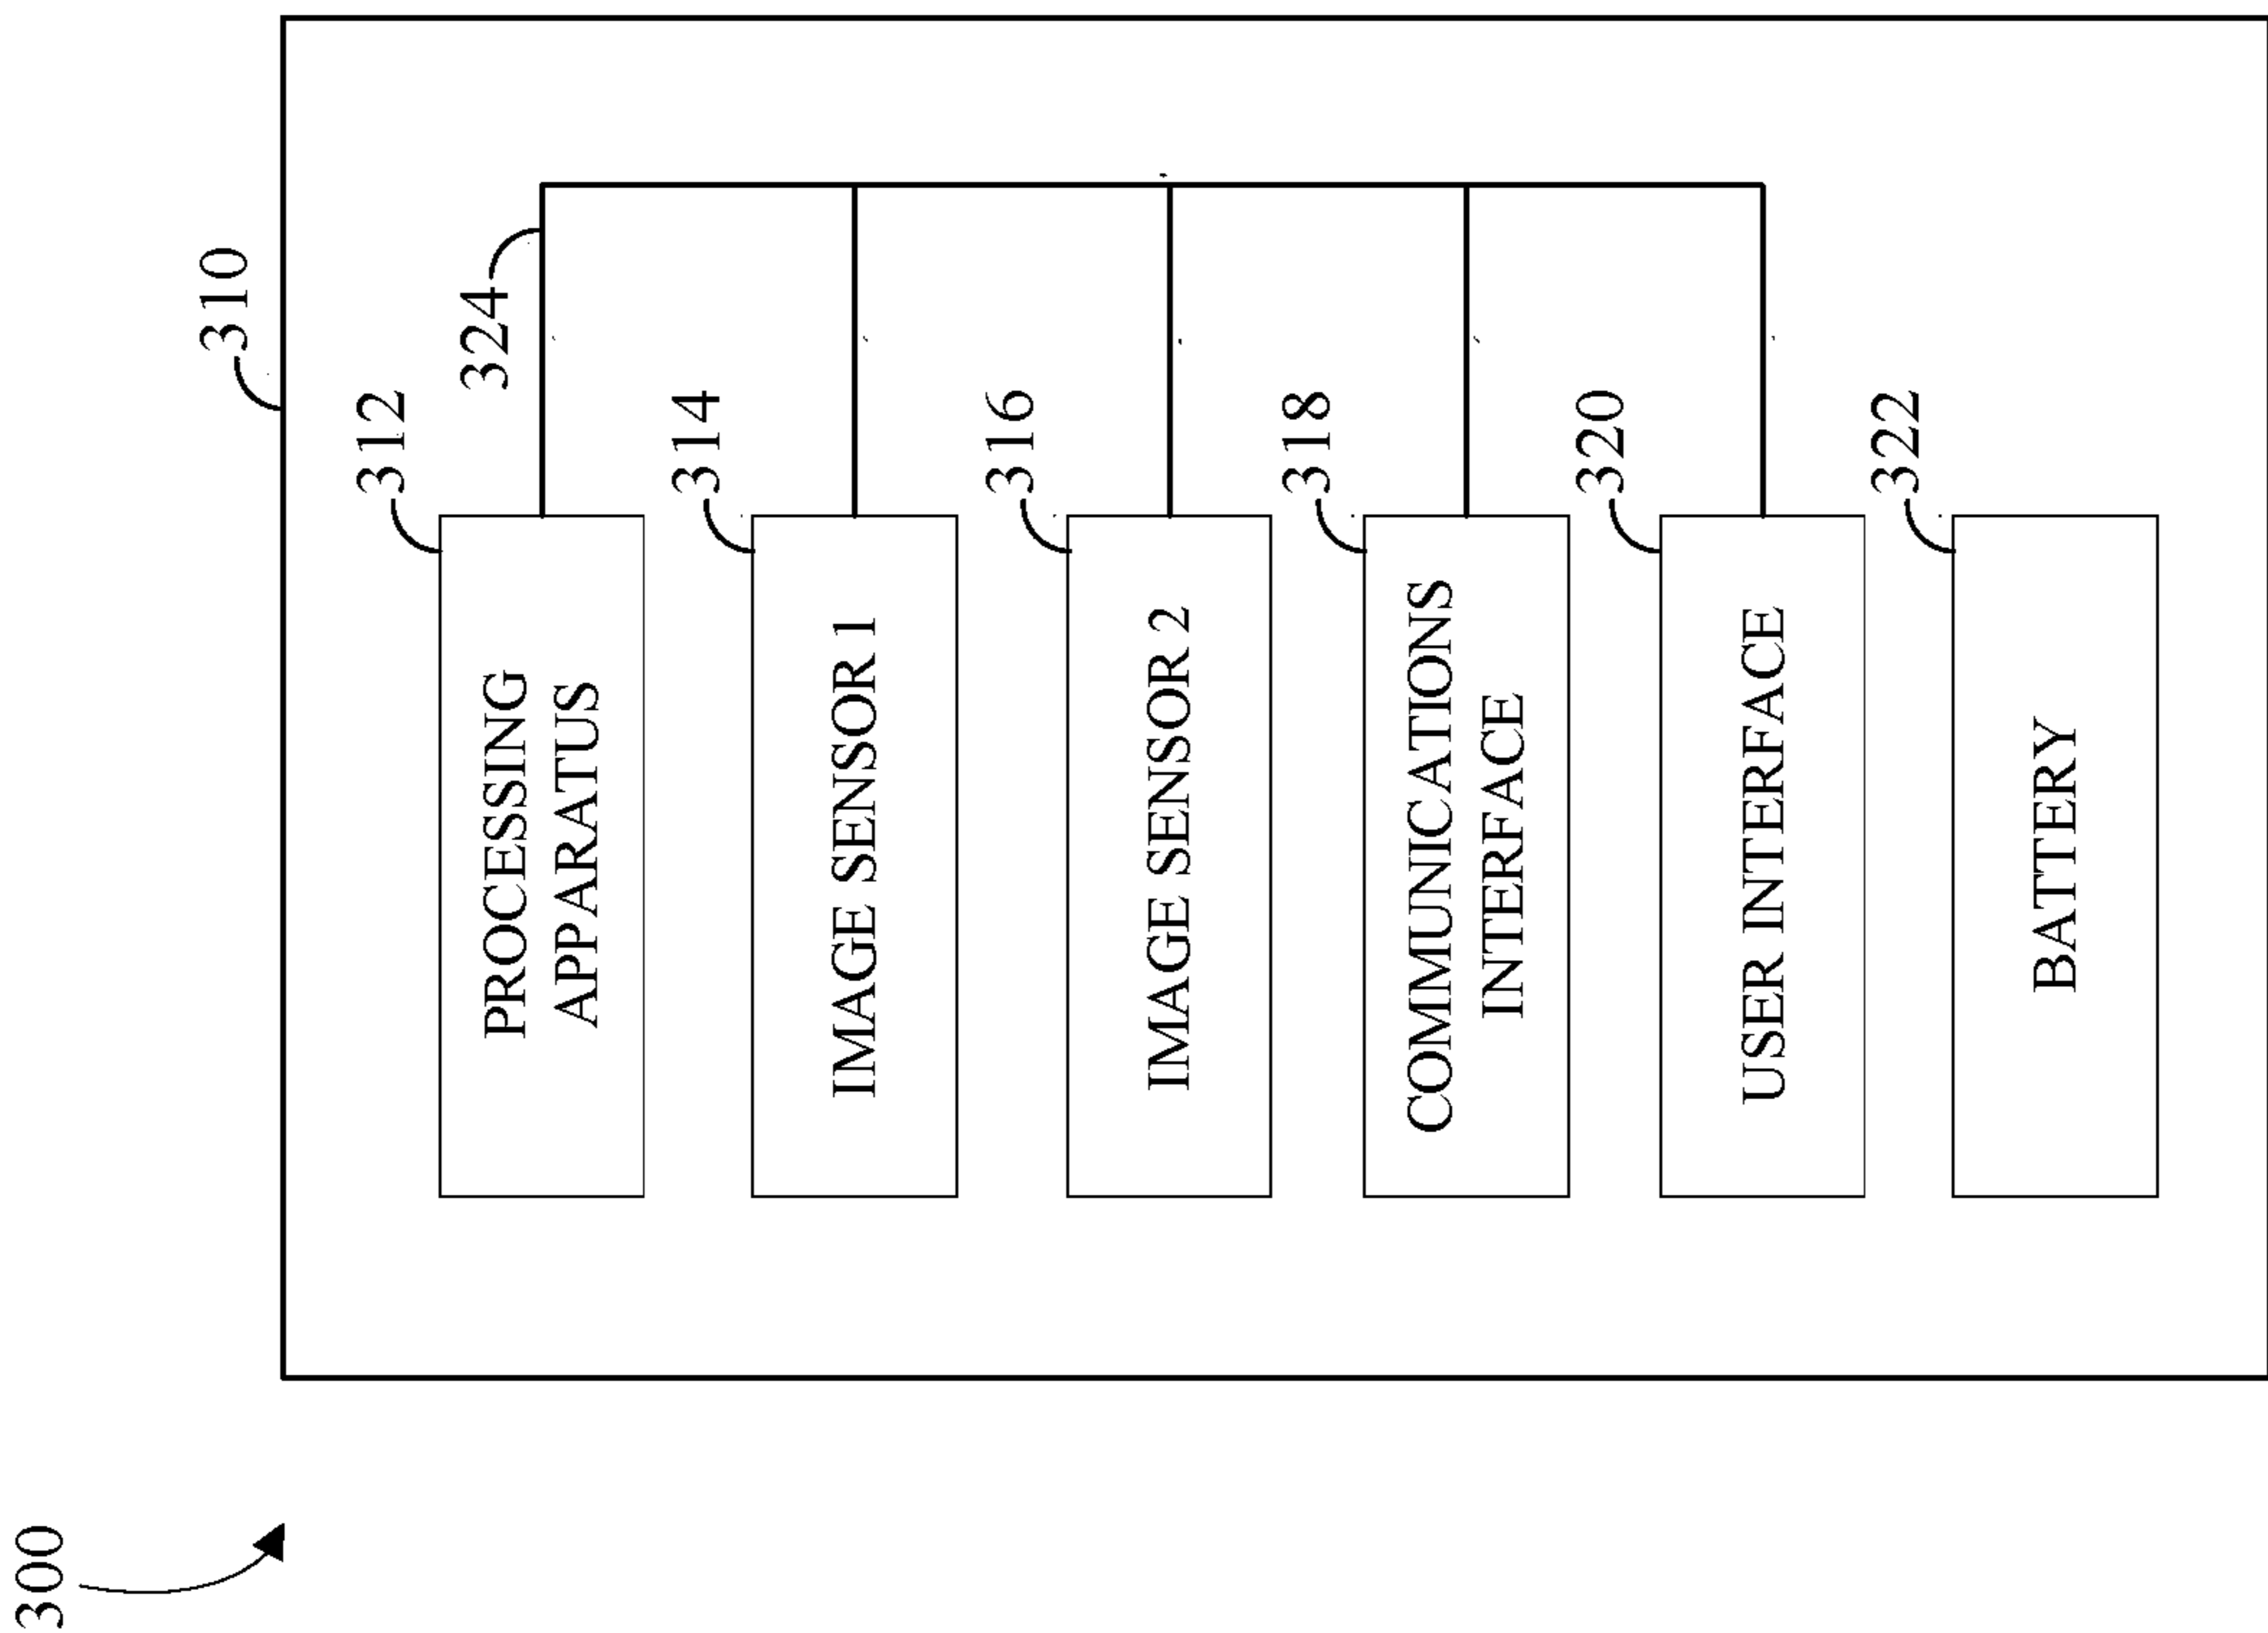 300
310
312
PROCESSING
APPARATUS
324
314
IMAGE SENSOR 1
316
IMAGE SENSOR 2
318
COMMUNICATIONS
INTERFACE
320
USER INTERFACE
322
BATTERY